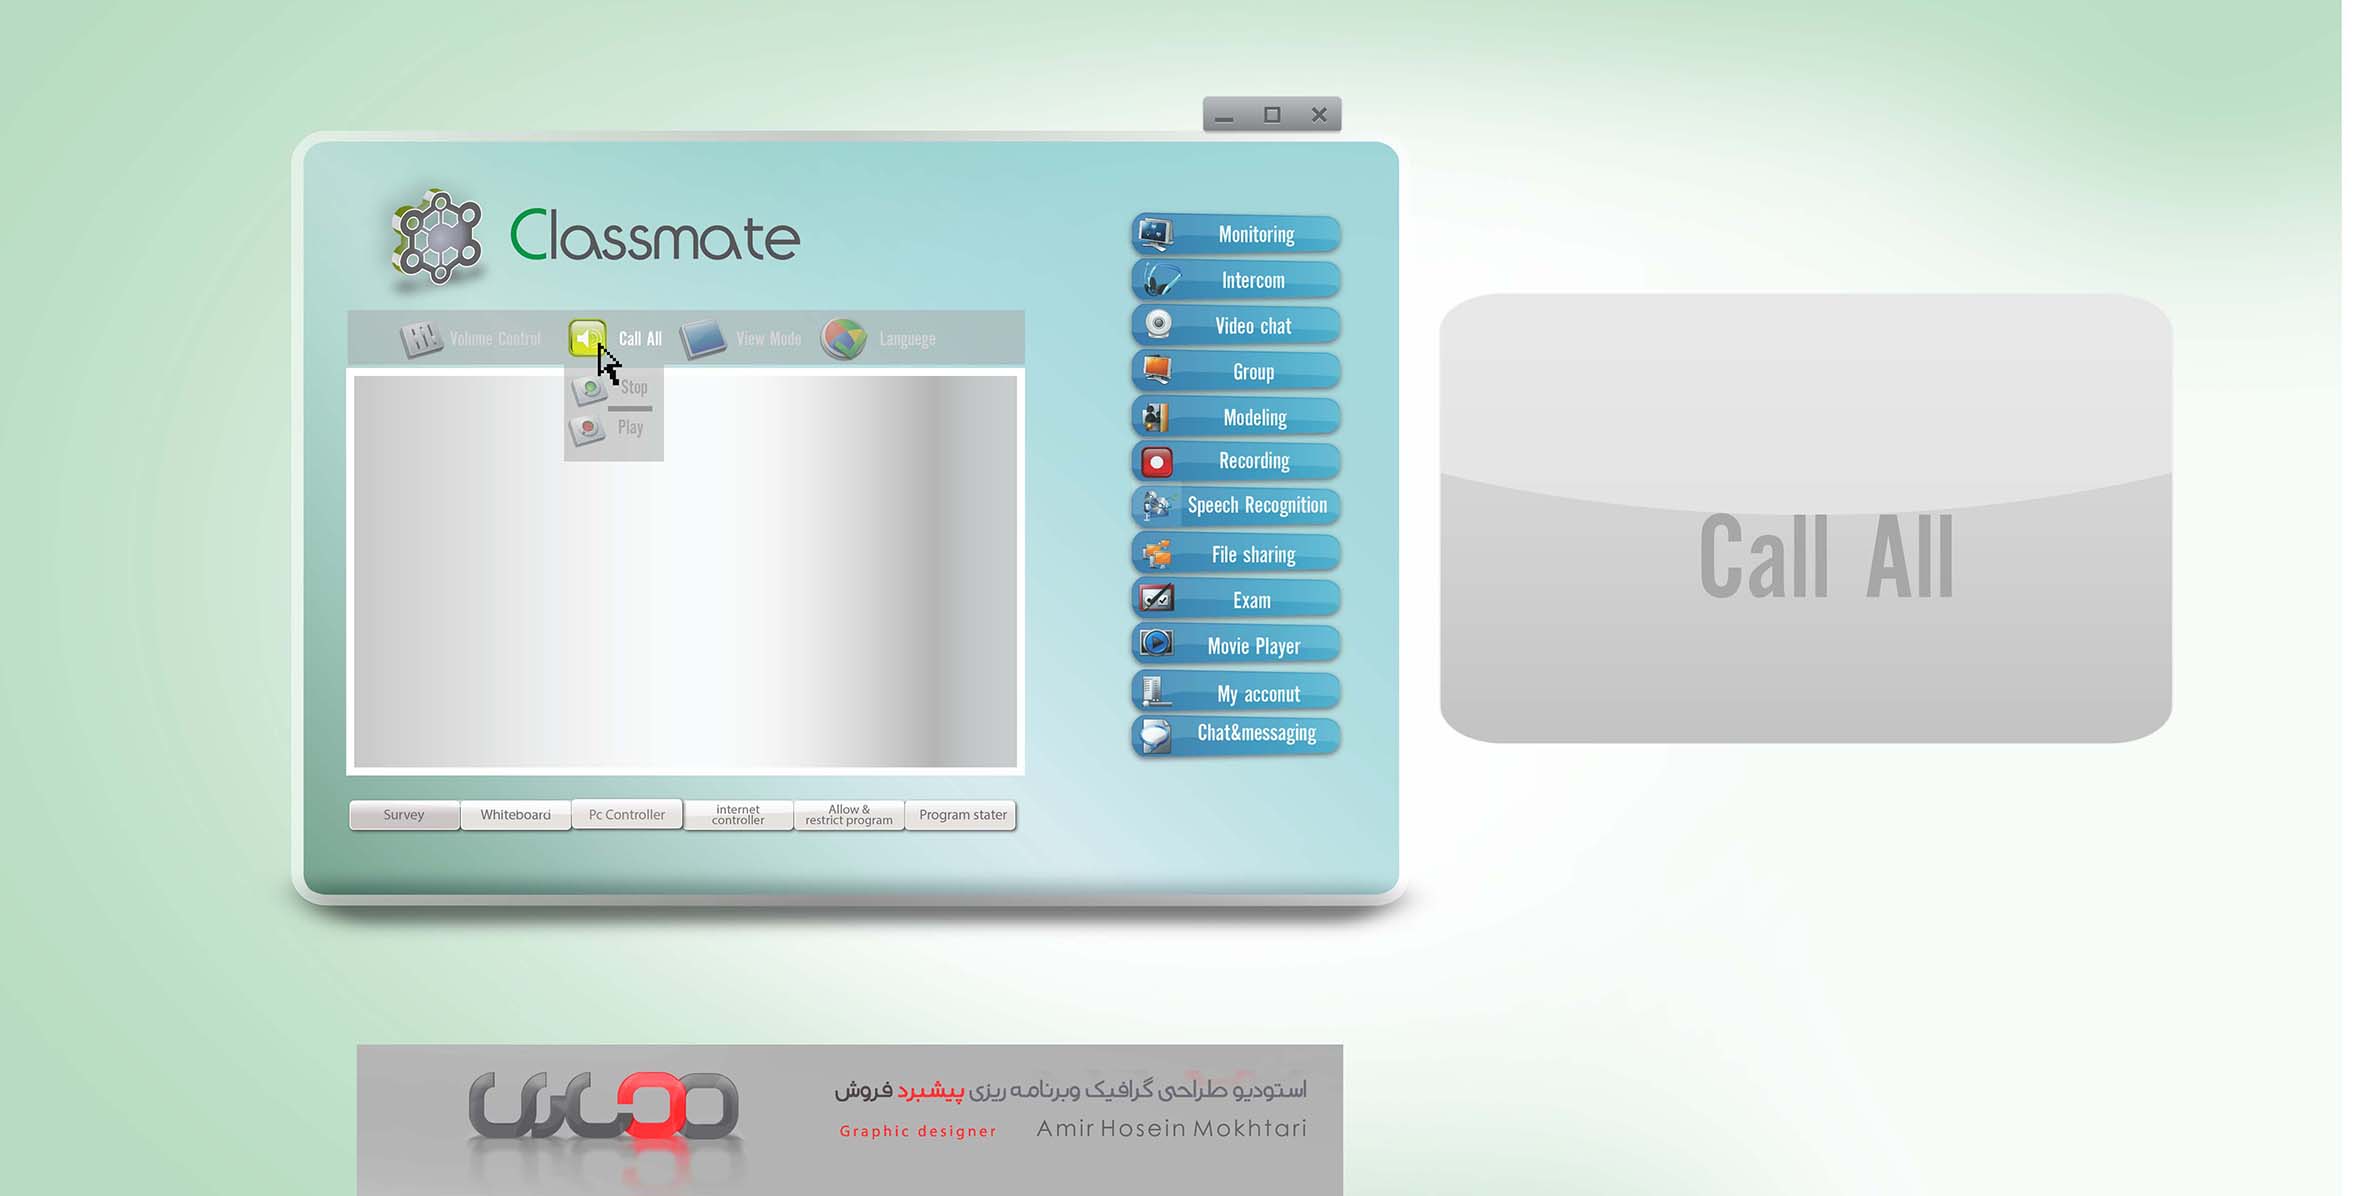 Classmate
Volume Control
Call All
View Mode
Languege
Stop
Play
Monitoring
Intercom
Video chat
Group
Modeling
Recording
Speech Recognition
File sharing
Exam
Movie Player
My acconut
Chat&messaging
Call All
Survey
Whiteboard
Pc Controller
internet
controller
Allow &
restrict program
Program stater
استودیو طراحی گرافیک وبرنامه ریزی پیشبرد فروش
Graphic designer
Amir Hosein Mokhtari